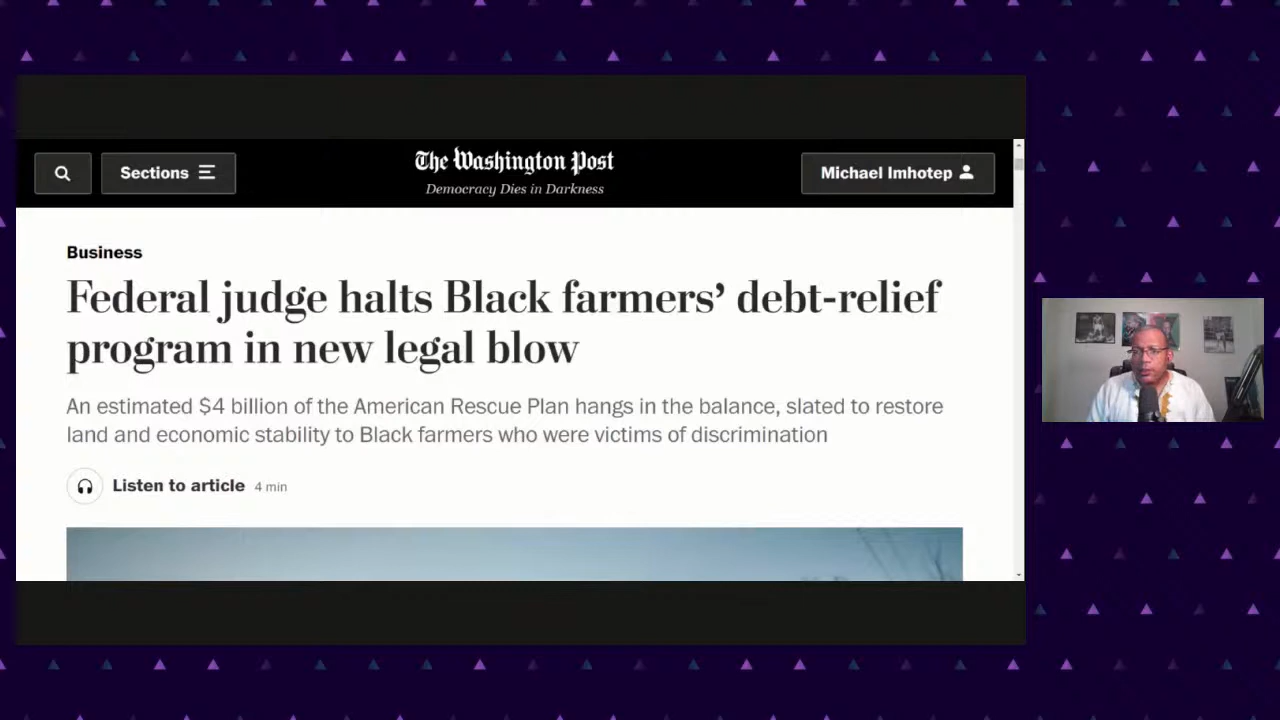 Sections
The Washington Post
Democracy Dies in Darkness
Michael Imhotep
Business
Federal judge halts Black farmers’ debt-relief
program in new legal blow
An estimated $4 billion of the American Rescue Plan hangs in the balance, slated to restore
land and economic stability to Black farmers who were victims of discrimination
Listen to article 4 min